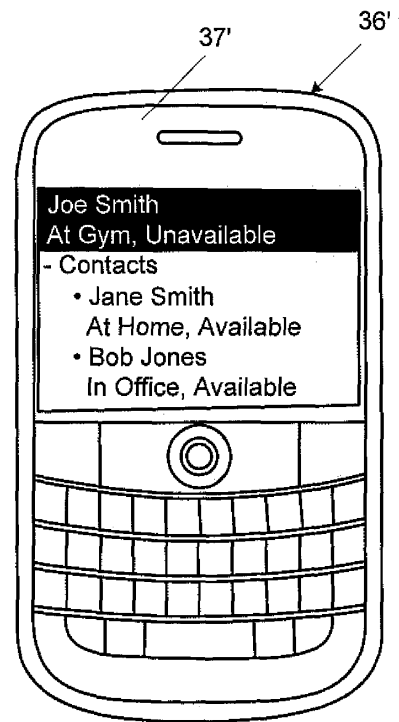 37'
36'
Joe Smith
At Gym, Unavailable
- Contacts
• Jane Smith
At Home, Available
• Bob Jones
In Office, Available